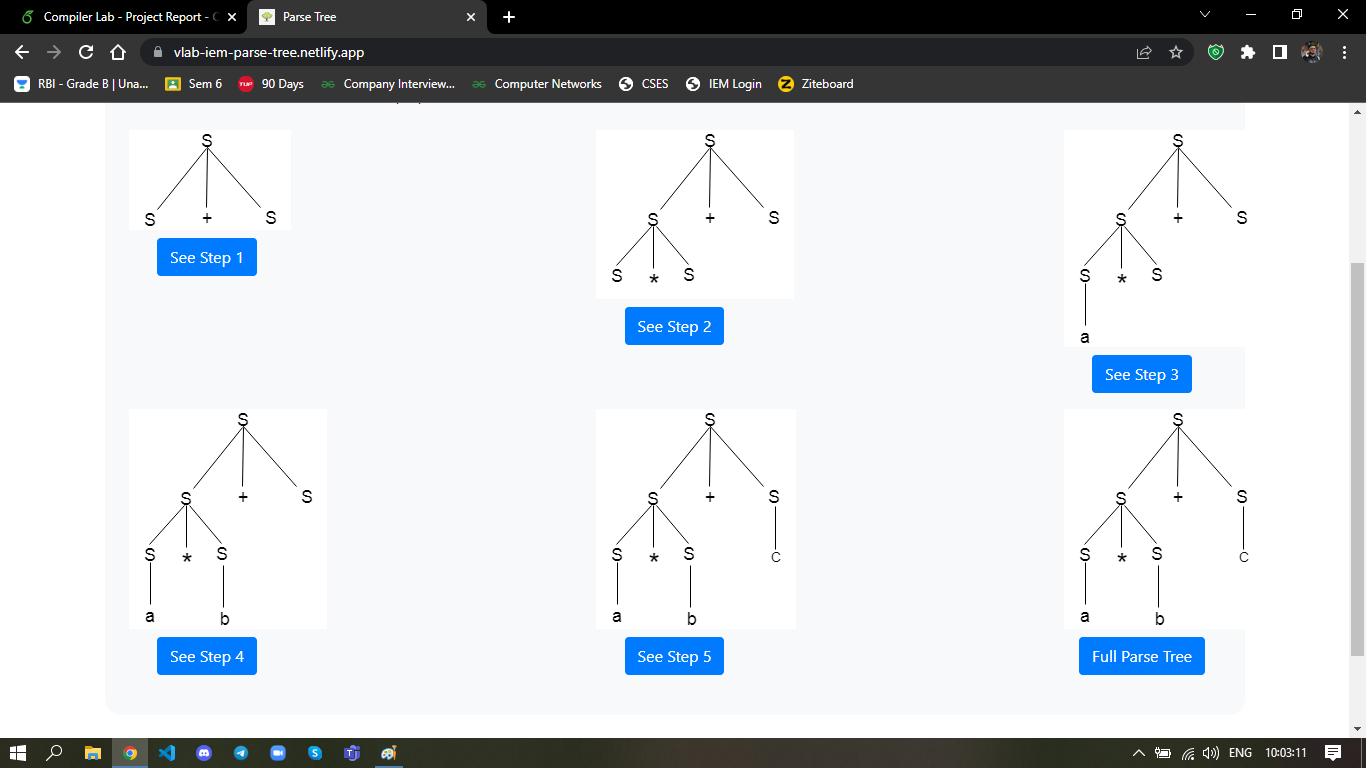 Compiler Lab - Project Report -
Parse Tree
vlab-iem-parse-tree.netlify.app
RBI - Grade B | Una...
Sem 6
TUF
90 Days
Company Interview...
Computer Networks
CSES
IEM Login
Z
Ziteboard
S
S + S
See Step 1
S
S + S
S * S
See Step 2
S
S + S
S * S
a
See Step 3
S
S + S
S * S
a b
See Step 4
S
S + S
S * S C
a b
See Step 5
S
S + S
S * S C
a b
Full Parse Tree
ENG
10:03:11